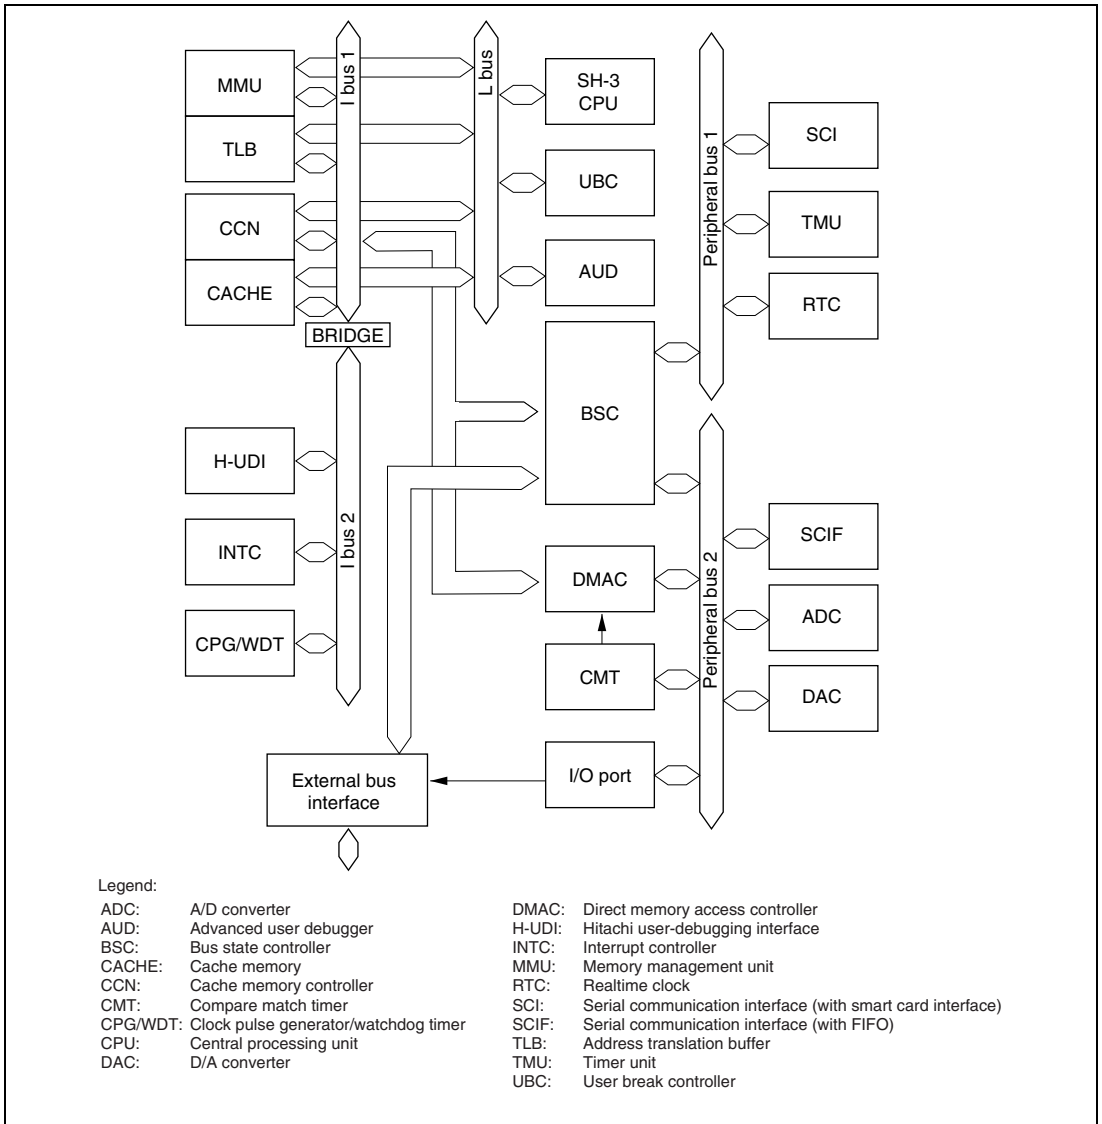 MMU
TLB
CCN
CACHE
I bus 1
L bus
SH-3
CPU
UBC
AUD
Peripheral bus 1
SCI
TMU
RTC
BRIDGE
BSC
H-UDI
INTC
CPG/WDT
I bus 2
DMAC
CMT
I/O port
Peripheral bus 2
SCIF
ADC
DAC
External bus
interface
Legend:
ADC: A/D converter
AUD: Advanced user debugger
BSC: Bus state controller
CACHE: Cache memory
CCN: Cache memory controller
CMT: Compare match timer
CPG/WDT: Clock pulse generator/watchdog timer
CPU: Central processing unit
DAC: D/A converter
DMAC: Direct memory access controller
H-UDI: Hitachi user-debugging interface
INTC: Interrupt controller
MMU: Memory management unit
RTC: Realtime clock
SCI: Serial communication interface (with smart card interface)
SCIF: Serial communication interface (with FIFO)
TLB: Address translation buffer
TMU: Timer unit
UBC: User break controller